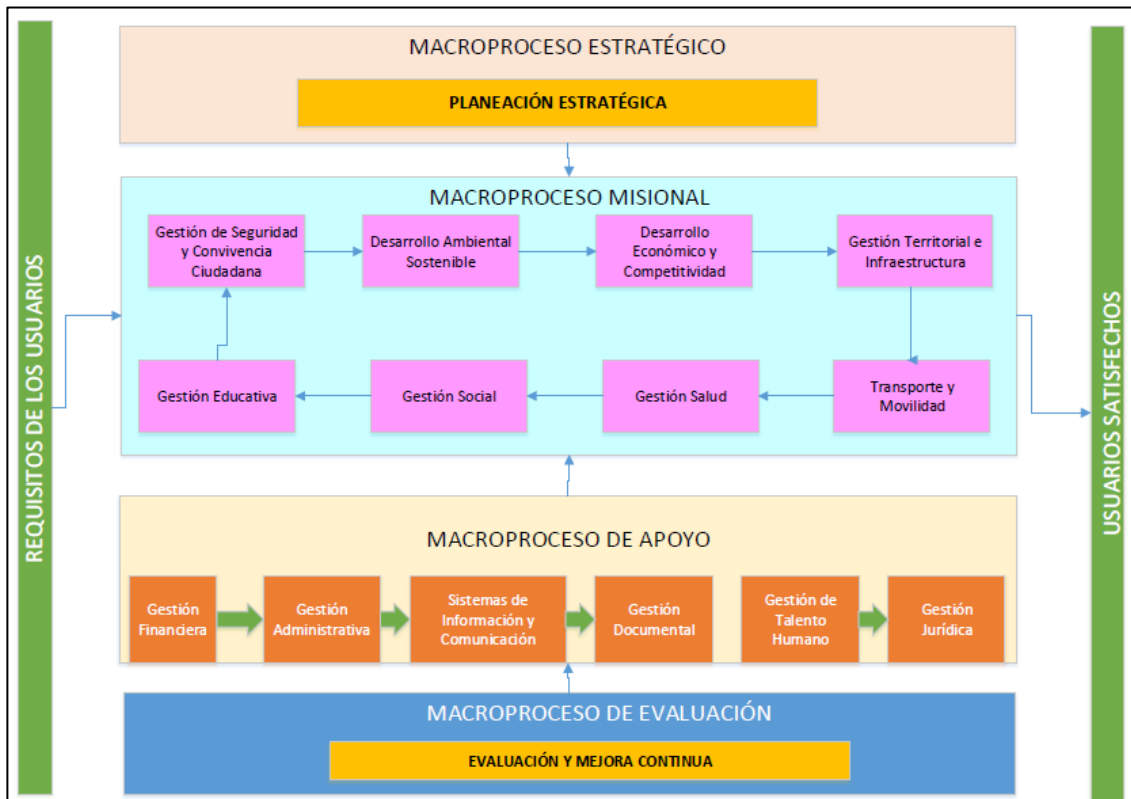 REQUISITOS DE LOS USUARIOS
MACROPROCESO ESTRATÉGICO
PLANEACIÓN ESTRATÉGICA
MACROPROCESO MISIONAL
Gestión de Seguridad
y Convivencia
Ciudadana
Desarrollo Ambiental
Sostenible
Desarrollo
Económico y
Competitividad
Gestión Territorial e
Infraestructura
Gestión Educativa
Gestión Social
Gestión Salud
Transporte y
Movilidad
MACROPROCESO DE APOYO
Gestión
Financiera
Gestión
Administrativa
Sistemas de
Información y
Comunicación
Gestión
Documental
Gestión de
Talento
Humano
Gestión
Jurídica
MACROPROCESO DE EVALUACIÓN
EVALUACIÓN Y MEJORA CONTINUA
USUARIOS SATISFECHOS